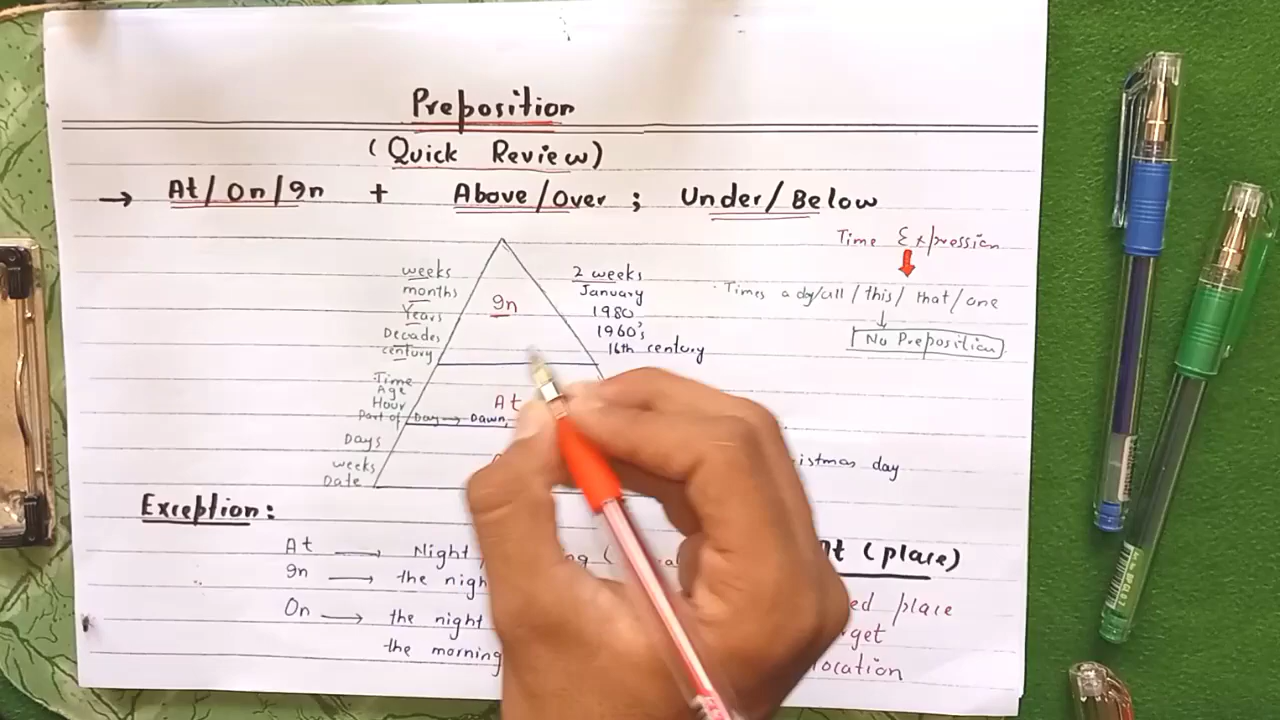 Preposition
(Quick Review)
→ At/On/In + Above/Over ; Under/Below
Time Expression
weeks
months
Years
Decades
century
In
2 weeks
January
1980
1960's
16th century
Times a day/all / this / that / one
No Preposition
Time
Age
Hour
Part of Day → Dawn,
At
Days
weeks
Date
istmas day
Exception:
At → Night
In → the nigh
On → the night
the morning
At (place)
ed place
rget
location